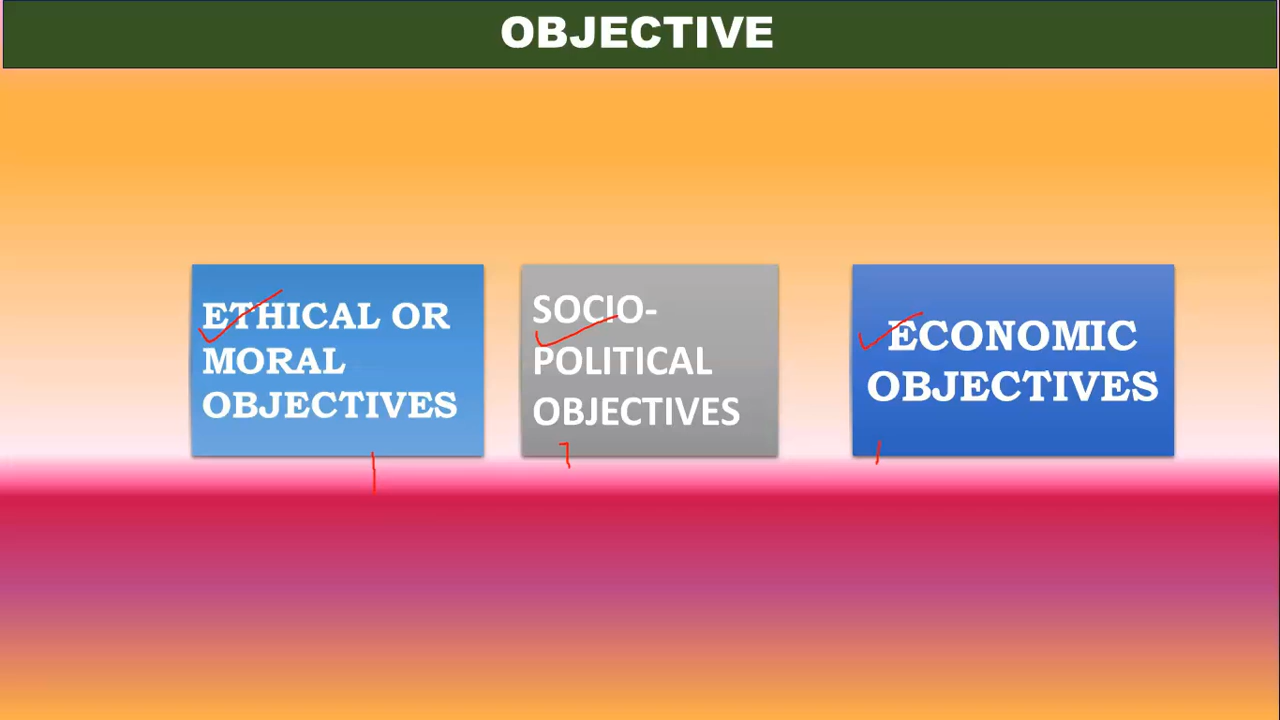 OBJECTIVE
ETHICAL OR
MORAL
OBJECTIVES
SOCIO-
POLITICAL
OBJECTIVES
ECONOMIC
OBJECTIVES